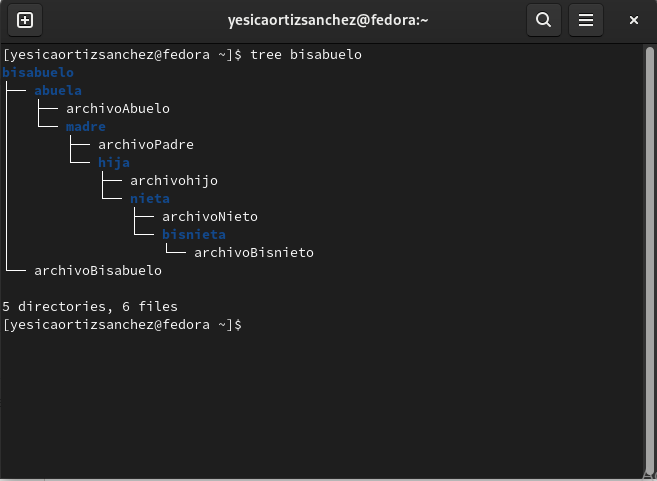 yesicaortizsanchez@fedora:~
[yesicaortizsanchez@fedora ~]$ tree bisabuelo
bisabuelo
├── abuela
│   ├── archivoAbuelo
│   └── madre
│       ├── archivoPadre
│       └── hija
│           ├── archivohijo
│           └── nieta
│               ├── archivoNieto
│               └── bisnieta
│                   └── archivoBisnieto
└── archivoBisabuelo
5 directories, 6 files
[yesicaortizsanchez@fedora ~]$